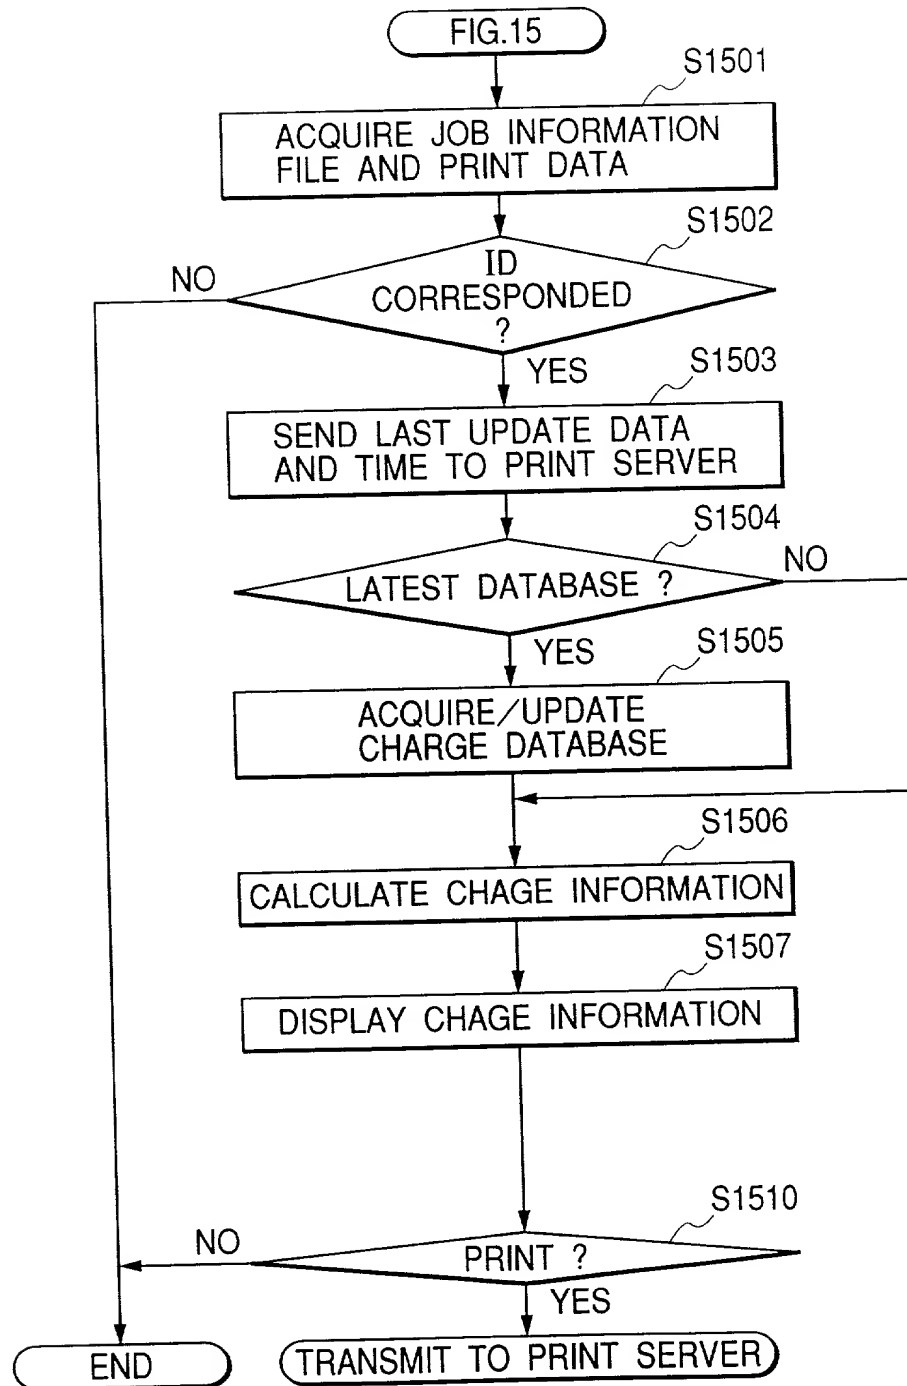 FIG.15
S1501
ACQUIRE JOB INFORMATION
FILE AND PRINT DATA
S1502
NO
ID
CORRESPONDED
?
YES
S1503
SEND LAST UPDATE DATA
AND TIME TO PRINT SERVER
S1504
NO
LATEST DATABASE ?
YES
S1505
ACQUIRE/UPDATE
CHARGE DATABASE
S1506
CALCULATE CHAGE INFORMATION
S1507
DISPLAY CHAGE INFORMATION
S1510
NO
PRINT ?
YES
END
TRANSMIT TO PRINT SERVER